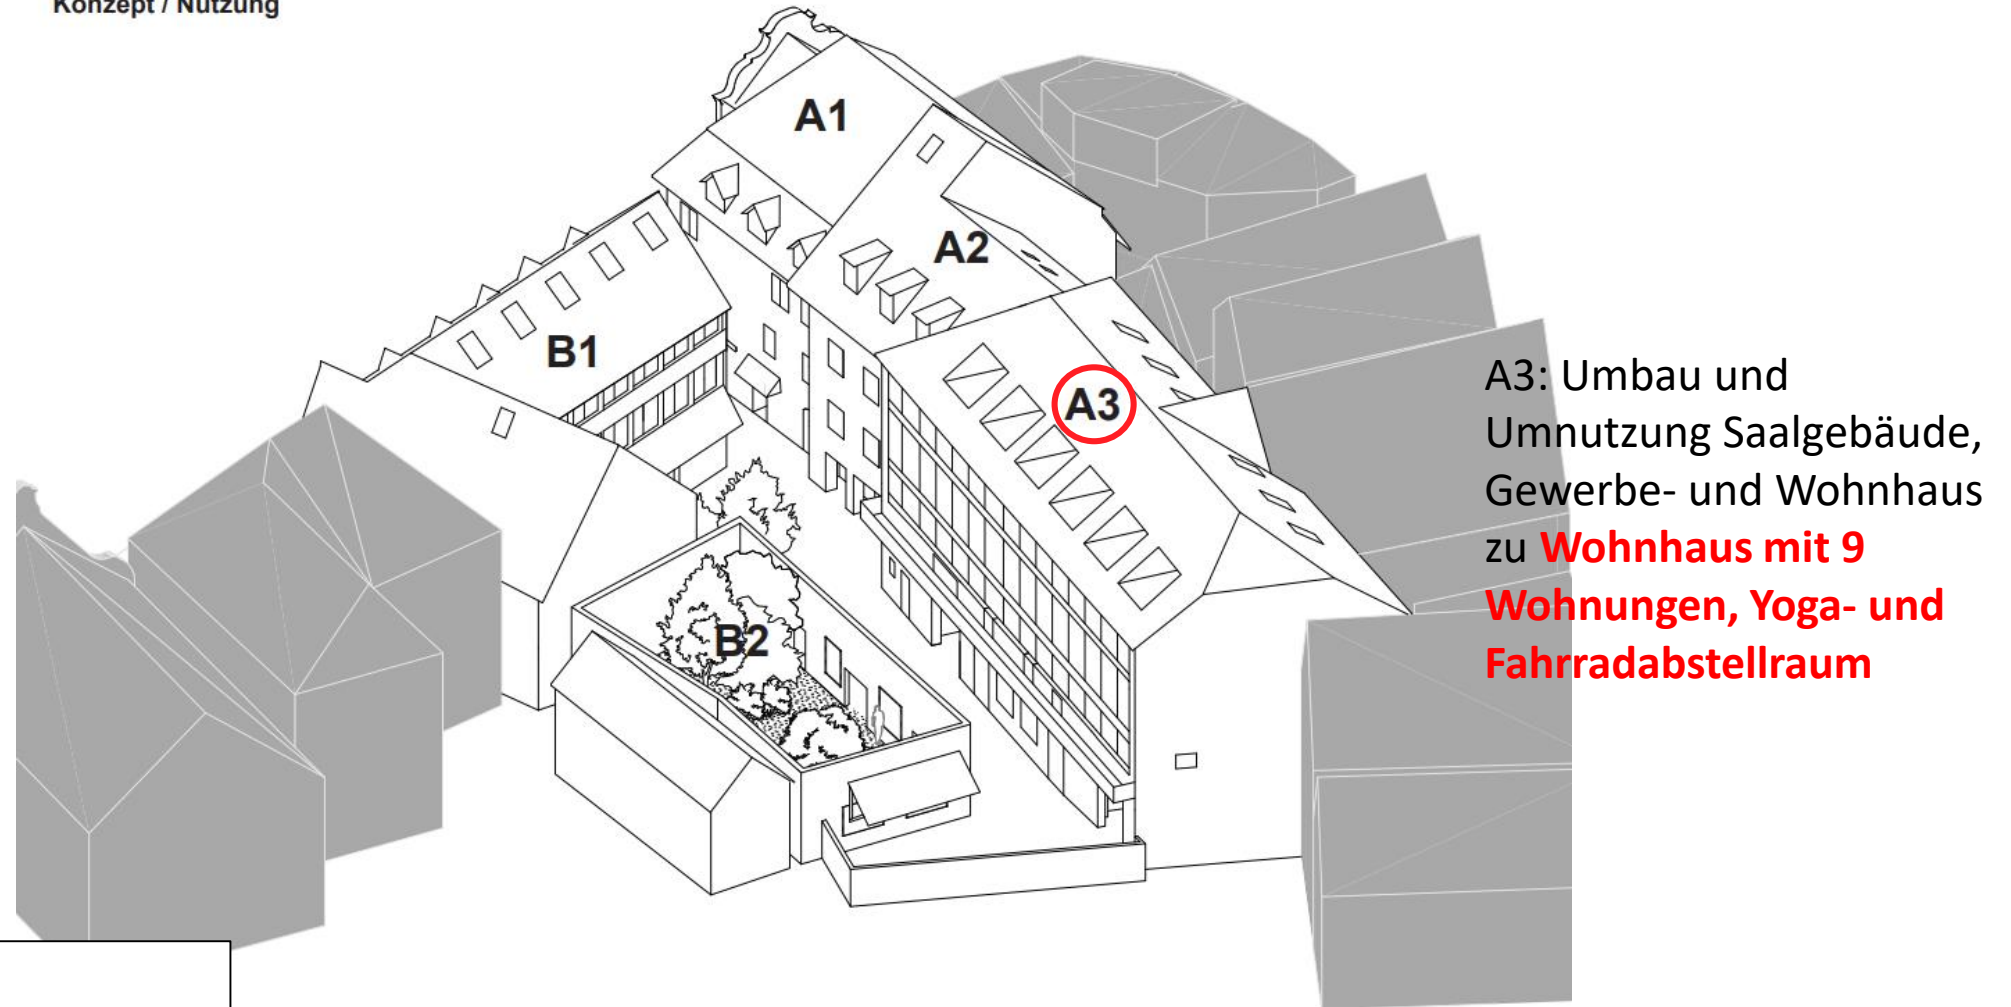 Konzept / Nutzung
A1
A2
B1
A3
B2
A3: Umbau und
Umnutzung Saalgebäude,
Gewerbe- und Wohnhaus
zu Wohnhaus mit 9
Wohnungen, Yoga- und
Fahrradabstellraum